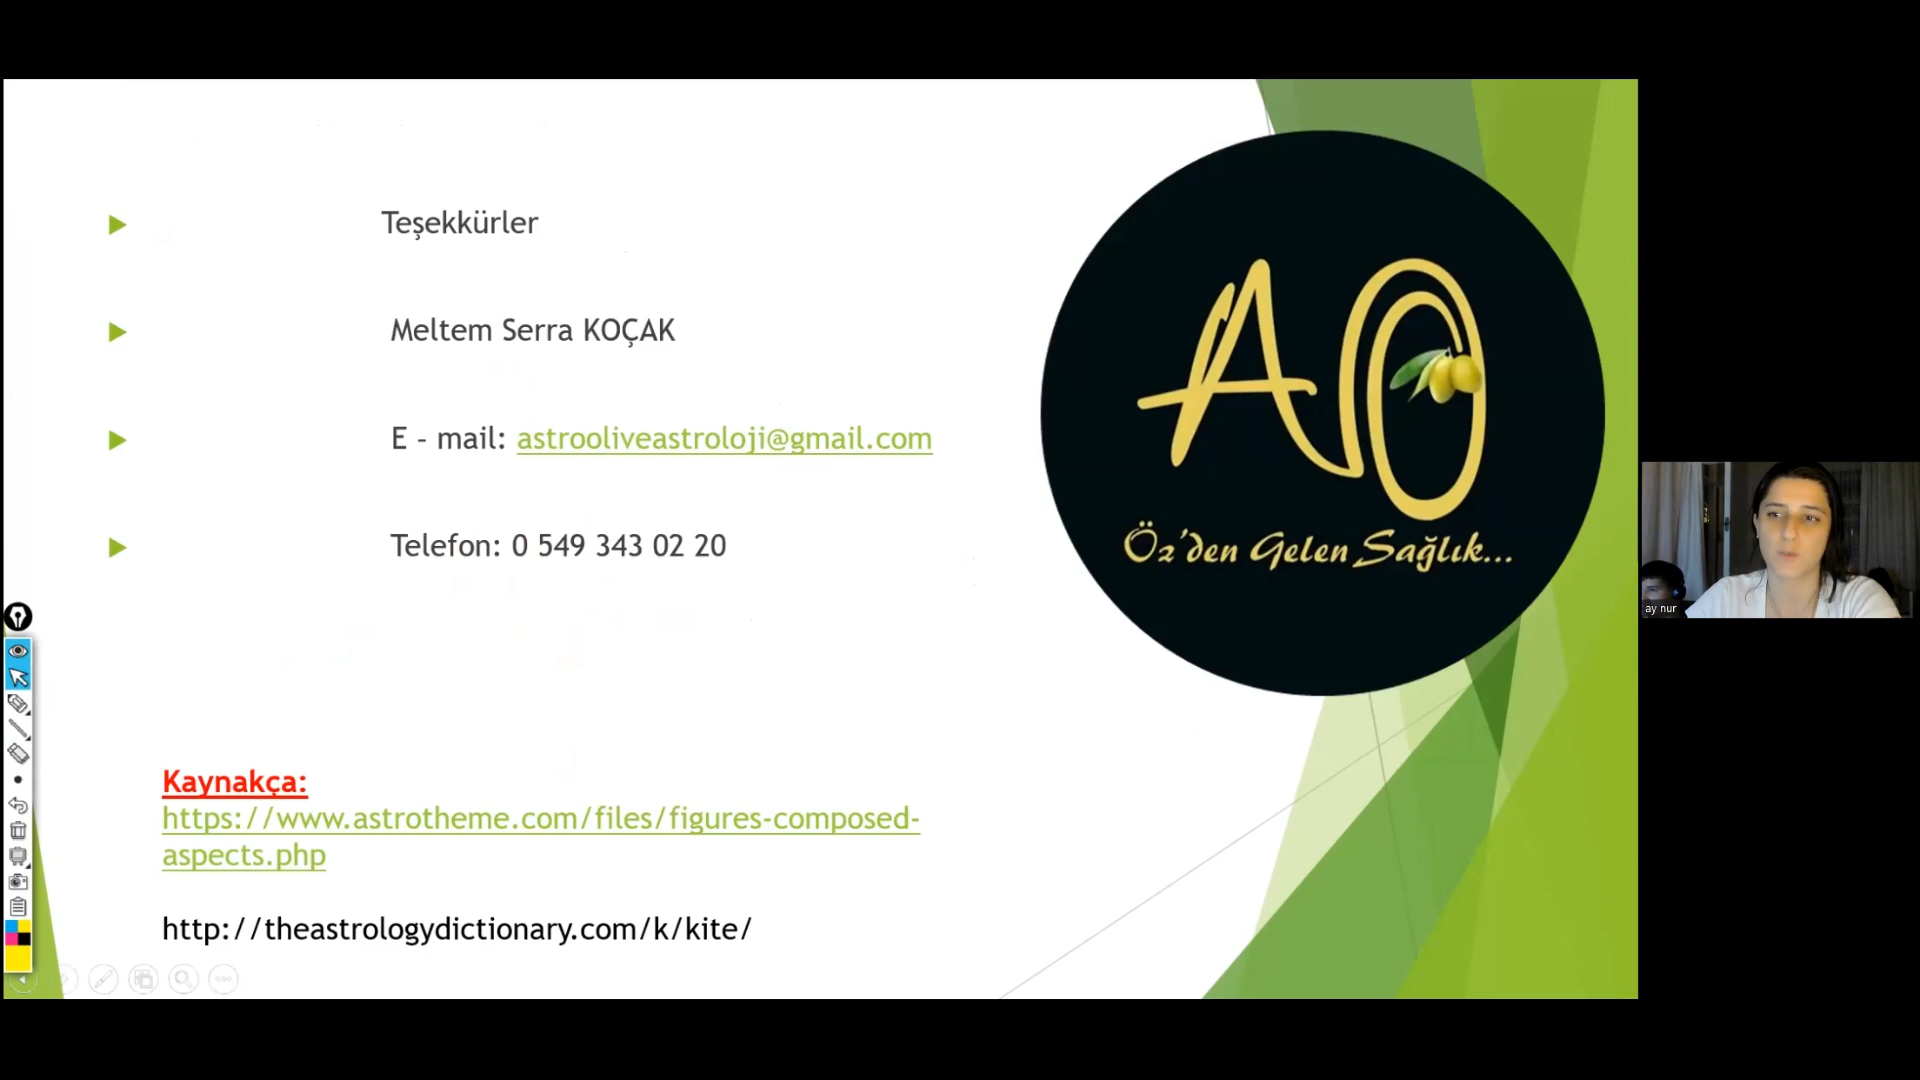 Teşekkürler
Meltem Serra KOÇAK
E - mail: astrooliveastroloji@gmail.com
Telefon: 0 549 343 02 20
AO
Öz'den Gelen Sağlık...
ay nur
Kaynakça:
https://www.astrotheme.com/files/figures-composed-
aspects.php
http://theastrologydictionary.com/k/kite/